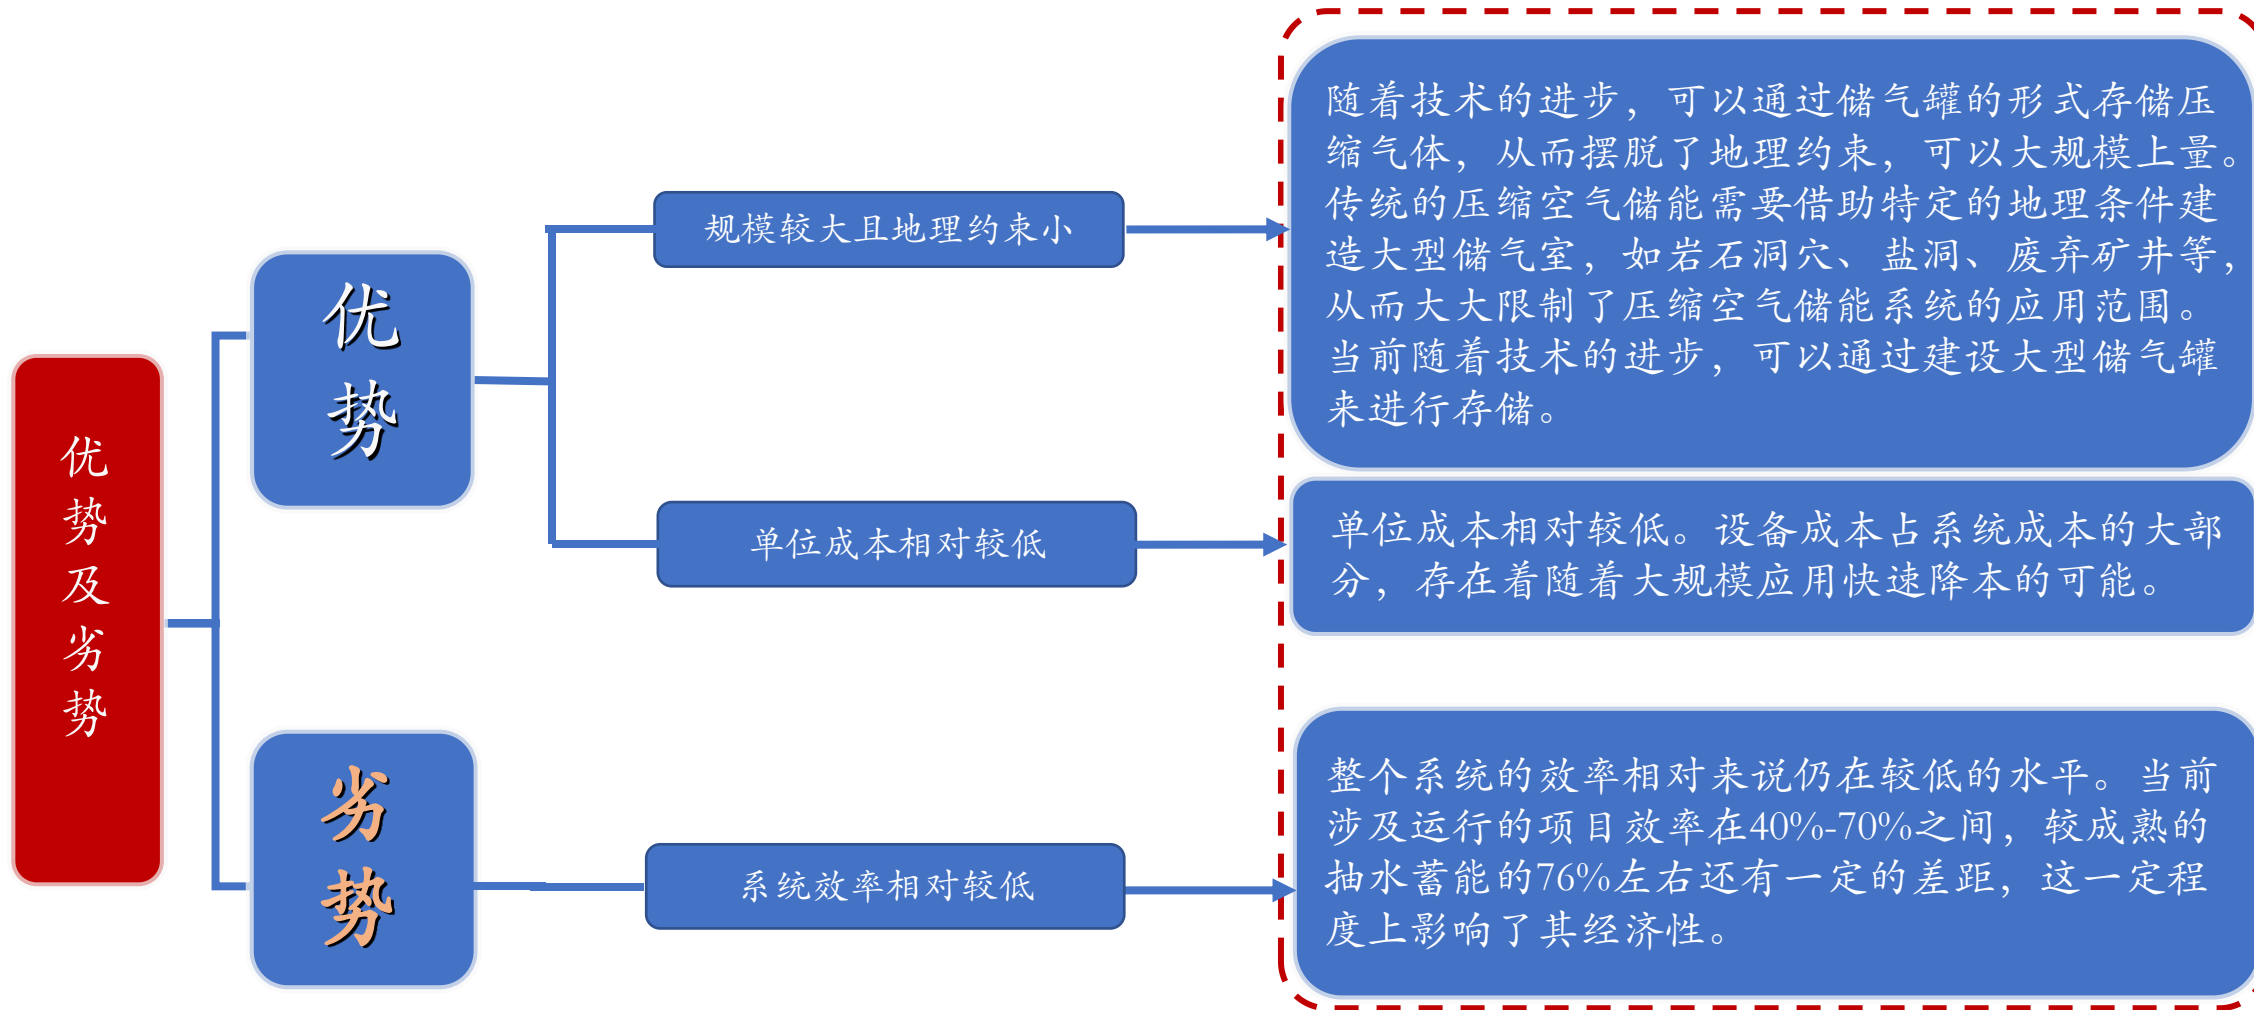 优势及劣势
优势
规模较大且地理约束小
随着技术的进步，可以通过储气罐的形式存储压
缩气体，从而摆脱了地理约束，可以大规模上量。
传统的压缩空气储能需要借助特定的地理条件建
造大型储气室，如岩石洞穴、盐洞、废弃矿井等，
从而大大限制了压缩空气储能系统的应用范围。
当前随着技术的进步，可以通过建设大型储气罐
来进行存储。
单位成本相对较低
单位成本相对较低。设备成本占系统成本的大部
分，存在着随着大规模应用快速降本的可能。
劣势
系统效率相对较低
整个系统的效率相对来说仍在较低的水平。当前
涉及运行的项目效率在40%-70%之间，较成熟的
抽水蓄能的76%左右还有一定的差距，这一定程
度上影响了其经济性。